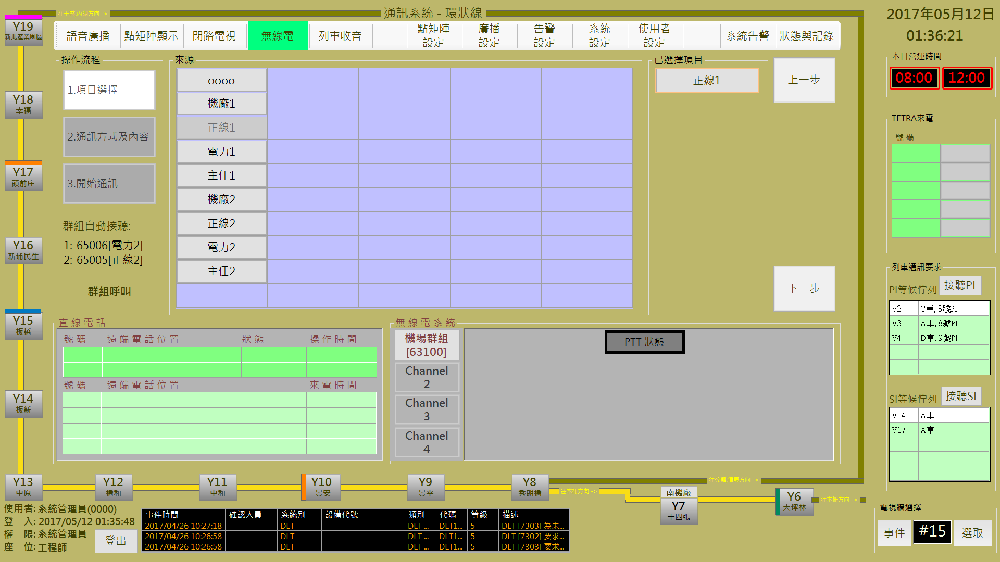 通訊系統 - 環狀線
往士林,內湖方向 ->
語音廣播
點矩陣顯示
閉路電視
無線電
列車收音
點矩陣
設定
廣播
設定
告警
設定
系統
設定
使用者
設定
系統告警
狀態與記錄
2017年05月12日
01:36:21
本日營運時間
08:00
12:00
TETRA來電
號 碼
列車通訊要求
PI等候佇列
接聽PI
V2 C車,3號PI
V3 A車,8號PI
V4 D車,9號PI
SI等候佇列
接聽SI
V14 A車
V17 A車
電視牆選擇
事件
#15
選取
Y19
新北產業園區
Y18
幸福
Y17
頭前庄
Y16
新埔民生
Y15
板橋
Y14
板新
Y13
中原
Y12
橋和
Y11
中和
Y10
景安
Y9
景平
Y8
秀朗橋
往木柵方向 ->
往公館,信義方向 ->
南機廠
Y7
十四張
Y6
大坪林
往木柵方向 ->
操作流程
1.項目選擇
2.通訊方式及內容
3.開始通訊
群組自動接聽:
1: 65006[電力2]
2: 65005[正線2]
群組呼叫
來源
oooo
機廠1
正線1
電力1
主任1
機廠2
正線2
電力2
主任2
已選擇項目
正線1
上一步
下一步
直 線 電 話
號 碼 遠 端 電 話 位 置 狀 態 操 作 時 間
號 碼 遠 端 電 話 位 置 來 電 時 間
無 線 電 系 統
機場群組
[63100]
Channel
2
Channel
3
Channel
4
PTT 狀態
使用者: 系統管理員(0000)
登 入: 2017/05/12 01:35:48
權 限: 系統管理員
座 位: 工程師
登出
事件時間 確認人員 系統別 設備代號 類別 代碼 等級 描述
2017/04/26 10:27:18 DLT DLT ... DLT1... 5 DLT [7303] 為未...
2017/04/26 10:26:58 DLT DLT ... DLT1... 5 DLT [7302] 要求...
2017/04/26 10:26:58 DLT DLT ... DLT1... 5 DLT [7303] 要求...